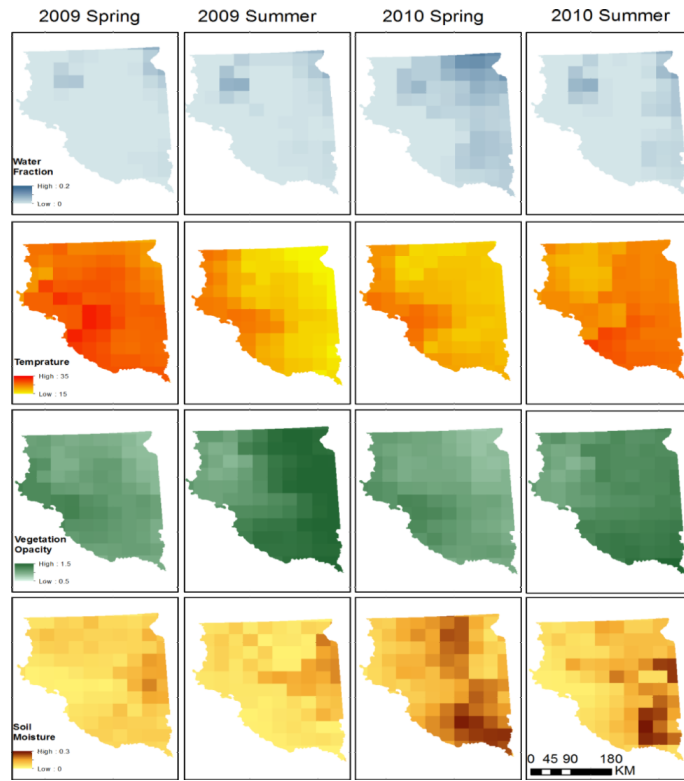 2009 Spring
2009 Summer
2010 Spring
2010 Summer
Water
Fraction
High : 0.2
Low : 0
Temprature
High : 35
Low : 15
Vegetation
Opacity
High : 1.5
Low : 0.5
Soil
Moisture
High : 0.3
Low : 0
0 45 90 180
KM